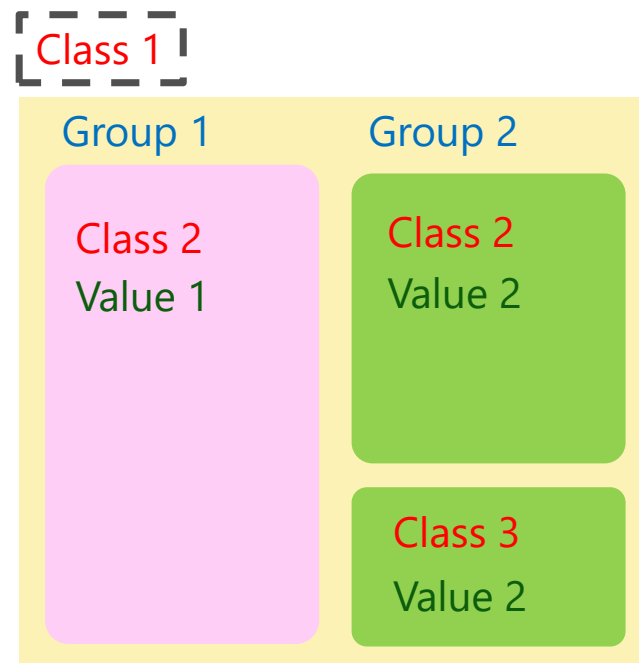 Class 1
Group 1
Group 2
Class 2
Value 1
Class 2
Value 2
Class 3
Value 2